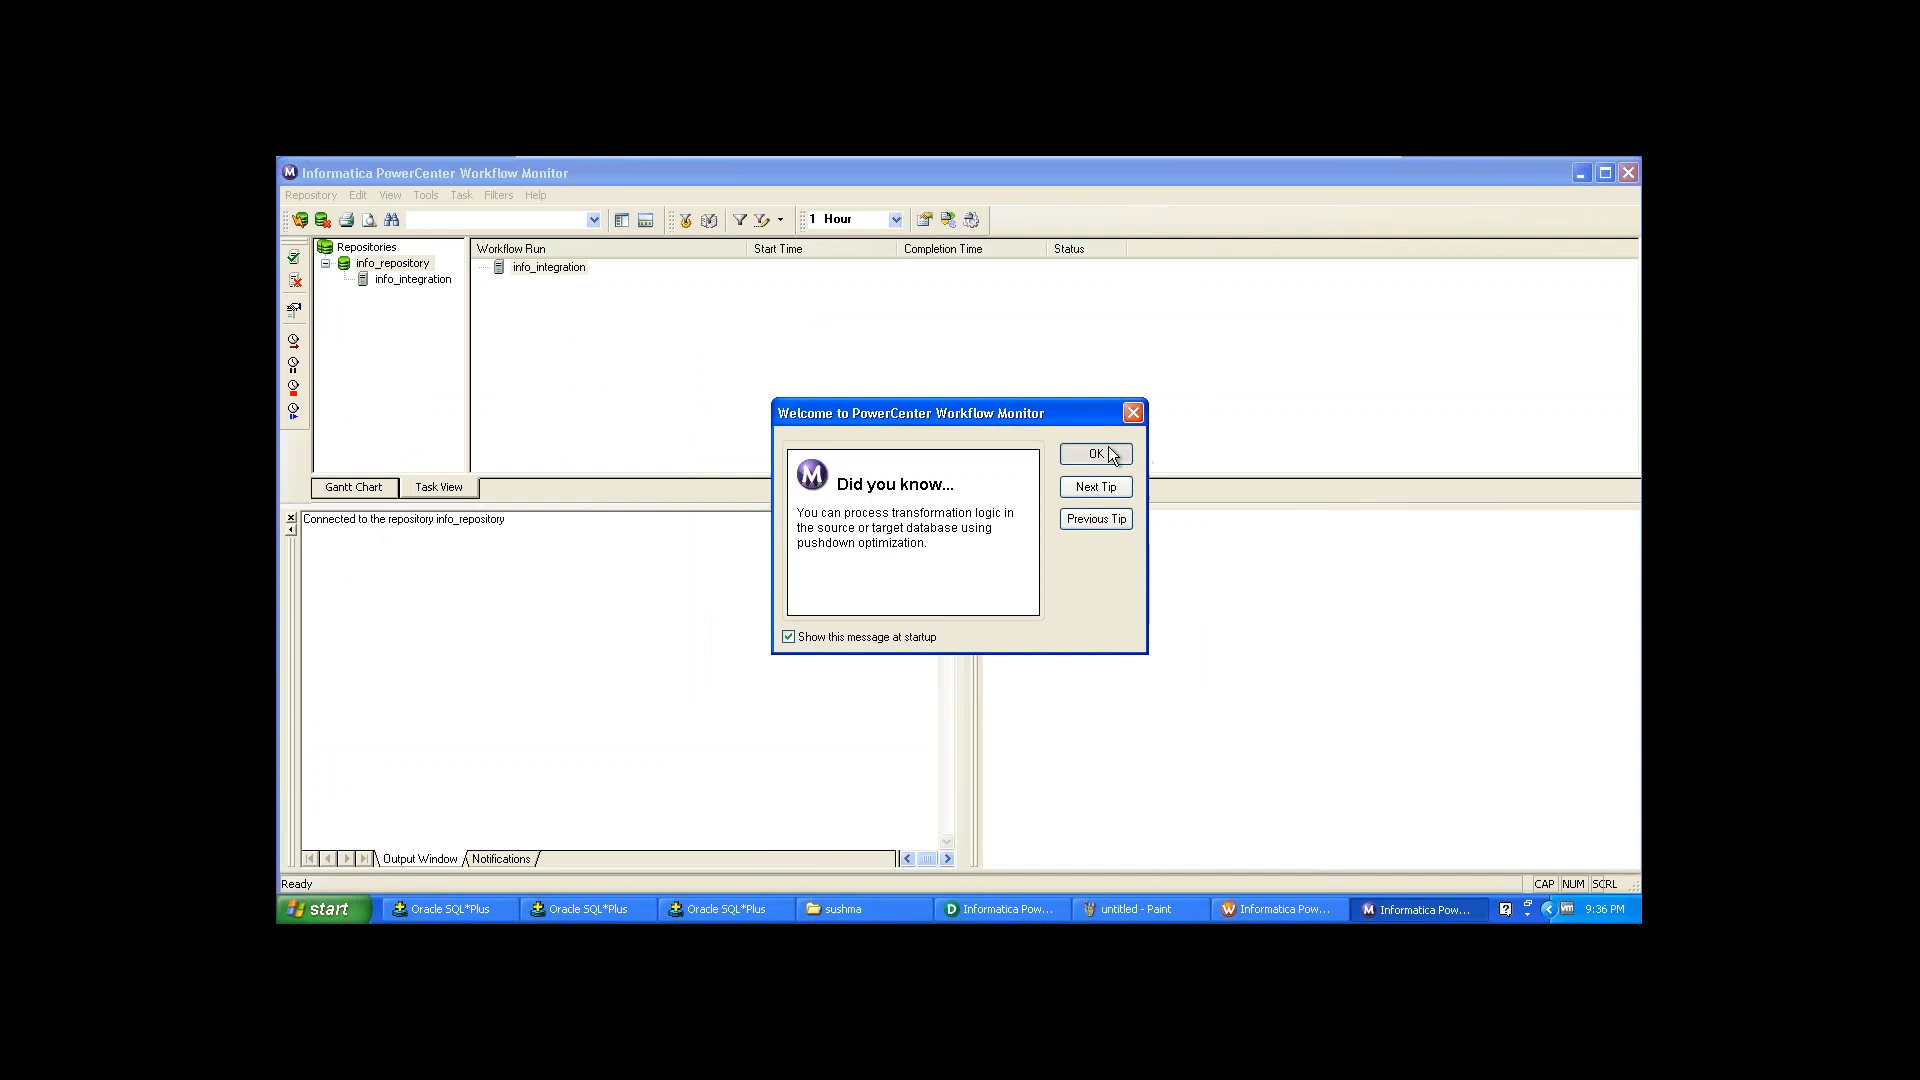 Informatica PowerCenter Workflow Monitor
Repository Edit View Tools Task Filters Help
1 Hour
Repositories
info_repository
info_integration
Workflow Run Start Time Completion Time Status
info_integration
Gantt Chart Task View
Welcome to PowerCenter Workflow Monitor
M Did you know...
You can process transformation logic in
the source or target database using
pushdown optimization.
OK
Next Tip
Previous Tip
Show this message at startup
Connected to the repository info_repository
Output Window Notifications
Ready
CAP NUM SCRL
start Oracle SQL*Plus Oracle SQL*Plus Oracle SQL*Plus sushma Informatica Pow... untitled - Paint Informatica Pow... Informatica Pow... 9:36 PM